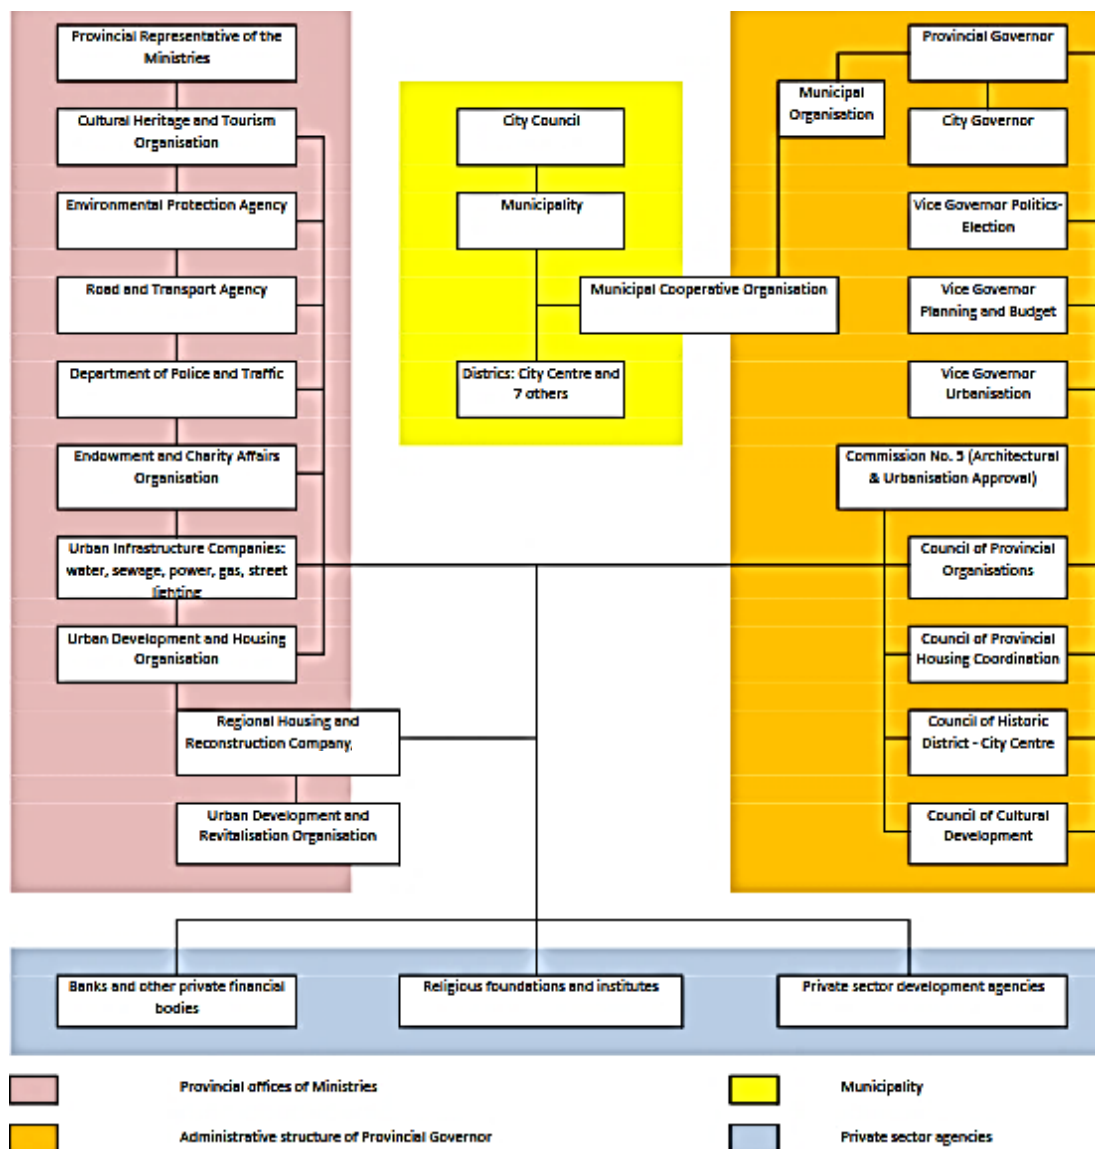 Provincial Representative of the
Ministries
Cultural Heritage and Tourism
Organisation
Environmental Protection Agency
Road and Transport Agency
Department of Police and Traffic
Endowment and Charity Affairs
Organisation
Urban Infrastructure Companies:
water, sewage, power, gas, street
lighting
Urban Development and Housing
Organisation
Regional Housing and
Reconstruction Company,
Urban Development and
Revitalisation Organisation
City Council
Municipality
Municipal Cooperative Organisation
Districs: City Centre and
7 others
Provincial Governor
Municipal
Organisation
City Governor
Vice Governor Politics-
Election
Vice Governor
Planning and Budget
Vice Governor
Urbanisation
Commission No. 5 (Architectural
& Urbanisation Approval)
Council of Provincial
Organisations
Council of Provincial
Housing Coordination
Council of Historic
District - City Centre
Council of Cultural
Development
Banks and other private financial
bodies
Religious foundations and institutes
Private sector development agencies
Provincial offices of Ministries
Municipality
Administrative structure of Provincial Governor
Private sector agencies